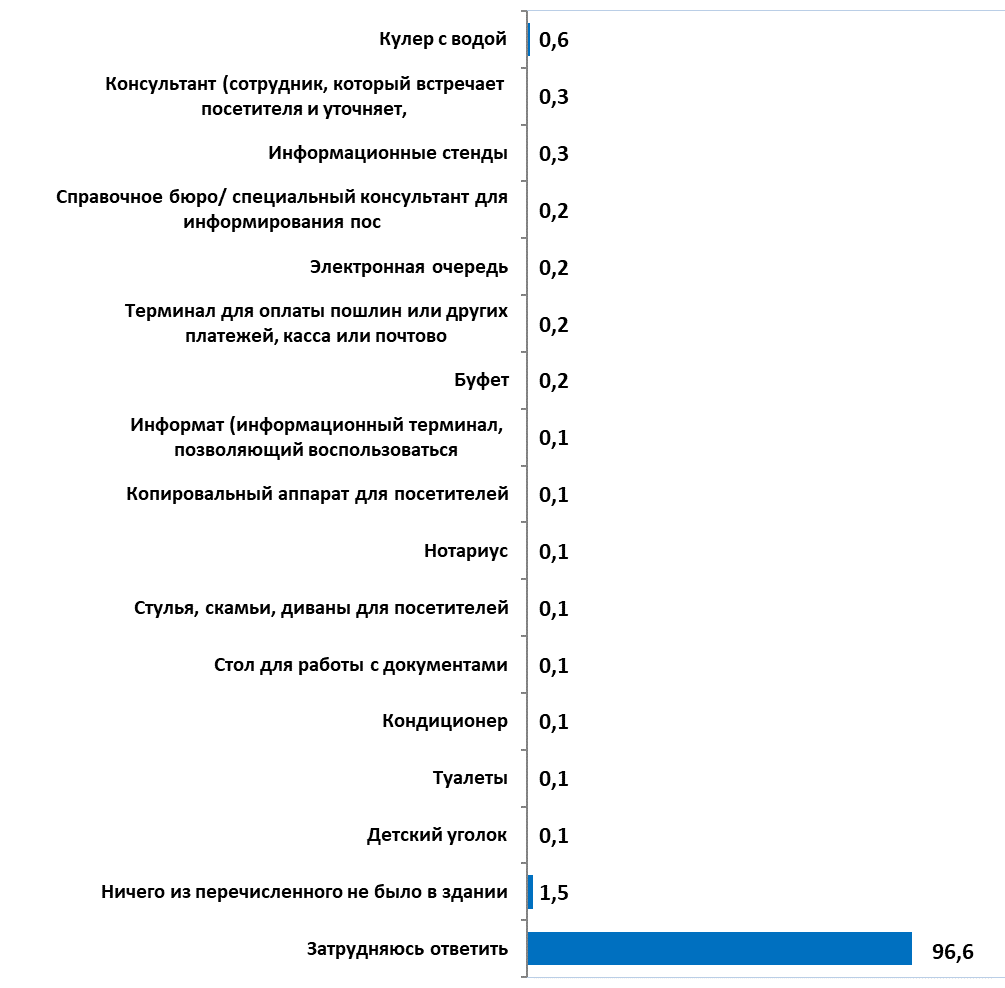 Кулер с водой 0,6
Консультант (сотрудник, который встречает
посетителя и уточняет, 0,3
Информационные стенды 0,3
Справочное бюро/ специальный консультант для
информирования пос 0,2
Электронная очередь 0,2
Терминал для оплаты пошлин или других
платежей, касса или почтово 0,2
Буфет 0,2
Информат (информационный терминал,
позволяющий воспользоваться 0,1
Копировальный аппарат для посетителей 0,1
Нотариус 0,1
Стулья, скамьи, диваны для посетителей 0,1
Стол для работы с документами 0,1
Кондиционер 0,1
Туалеты 0,1
Детский уголок 0,1
Ничего из перечисленного не было в здании 1,5
Затрудняюсь ответить 96,6